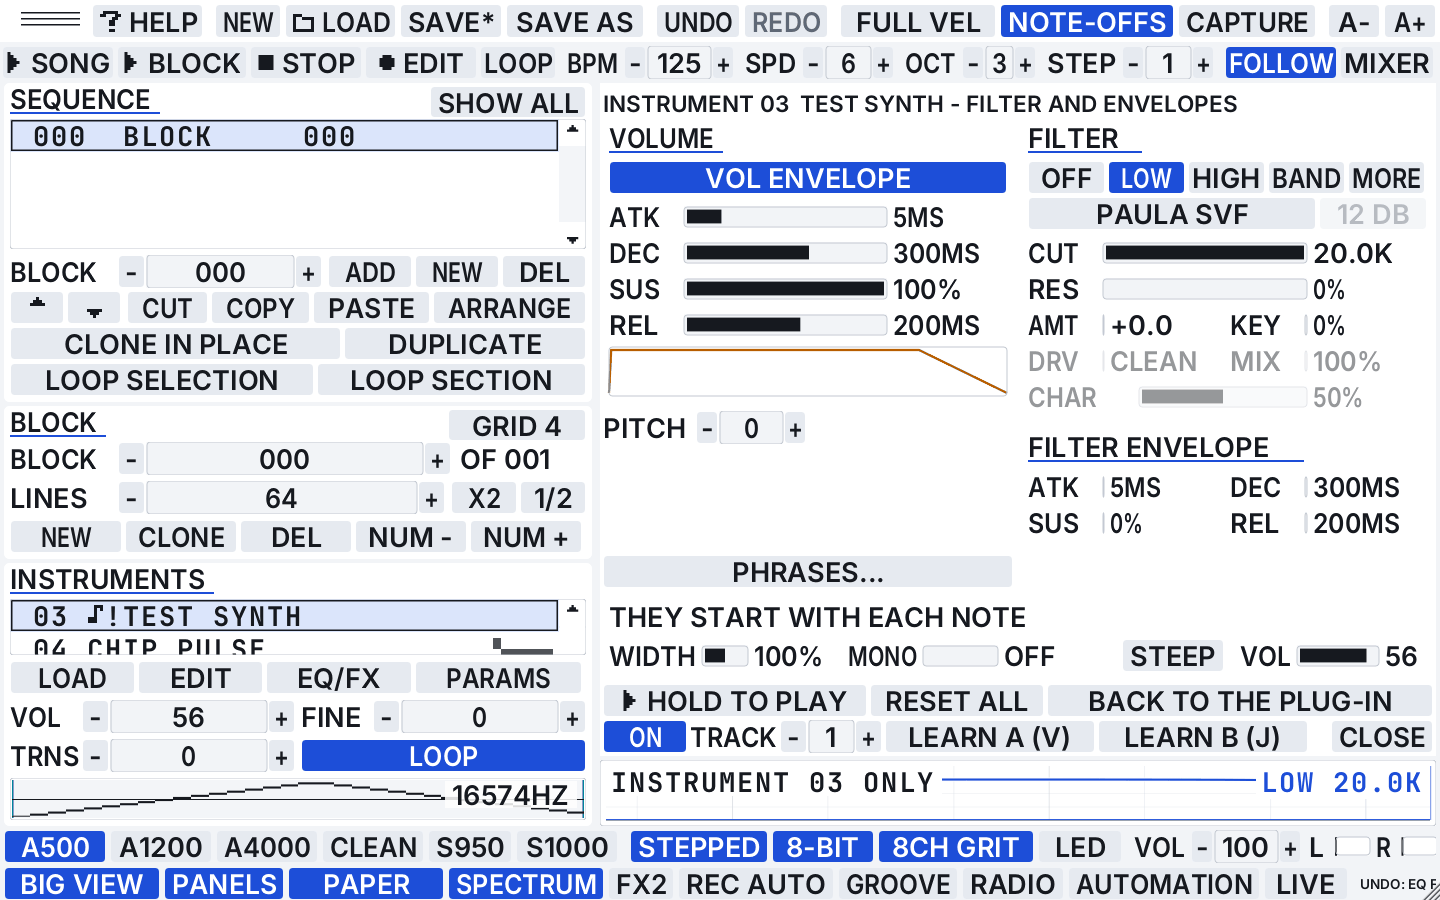 ? HELP NEW LOAD SAVE* SAVE AS UNDO REDO FULL VEL NOTE-OFFS CAPTURE A- A+
SONG BLOCK STOP EDIT LOOP BPM - 125 + SPD - 6 + OCT - 3 + STEP - 1 + FOLLOW MIXER
SEQUENCE SHOW ALL
000 BLOCK 000
BLOCK - 000 + ADD NEW DEL
CUT COPY PASTE ARRANGE
CLONE IN PLACE DUPLICATE
LOOP SELECTION LOOP SECTION
BLOCK GRID 4
BLOCK - 000 + OF 001
LINES - 64 + X2 1/2
NEW CLONE DEL NUM - NUM +
INSTRUMENTS
03 !TEST SYNTH
04 CHIP PULSE
LOAD EDIT EQ/FX PARAMS
VOL - 56 + FINE - 0 +
TRNS - 0 + LOOP
16574HZ
INSTRUMENT 03 TEST SYNTH - FILTER AND ENVELOPES
VOLUME
VOL ENVELOPE
ATK 5MS
DEC 300MS
SUS 100%
REL 200MS
PITCH - 0 +
FILTER
OFF LOW HIGH BAND MORE
PAULA SVF 12 DB
CUT 20.0K
RES 0%
AMT +0.0 KEY 0%
DRV CLEAN MIX 100%
CHAR 50%
FILTER ENVELOPE
ATK 5MS DEC 300MS
SUS 0% REL 200MS
PHRASES...
THEY START WITH EACH NOTE
WIDTH 100% MONO OFF STEEP VOL 56
HOLD TO PLAY RESET ALL BACK TO THE PLUG-IN
ON TRACK - 1 + LEARN A (V) LEARN B (J) CLOSE
INSTRUMENT 03 ONLY LOW 20.0K
A500 A1200 A4000 CLEAN S950 S1000 STEPPED 8-BIT 8CH GRIT LED VOL - 100 + L R
BIG VIEW PANELS PAPER SPECTRUM FX2 REC AUTO GROOVE RADIO AUTOMATION LIVE UNDO: EQ